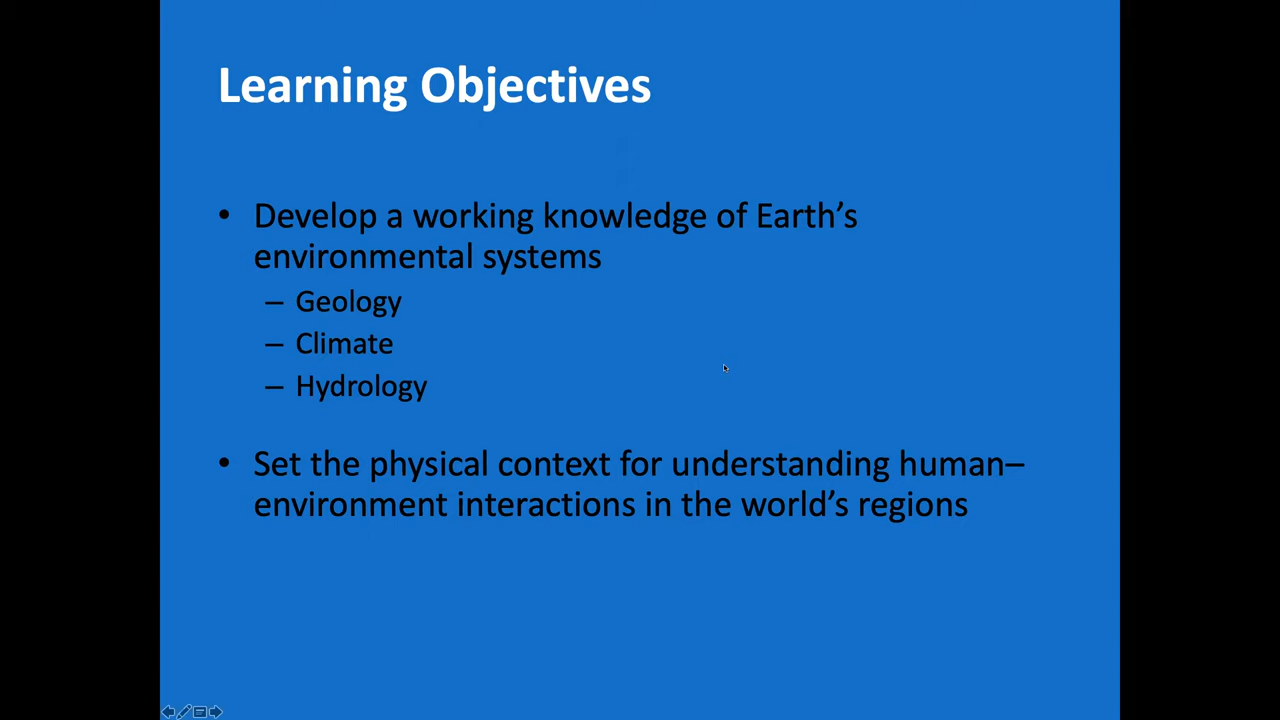 Learning Objectives
• Develop a working knowledge of Earth’s
environmental systems
– Geology
– Climate
– Hydrology
• Set the physical context for understanding human–
environment interactions in the world’s regions